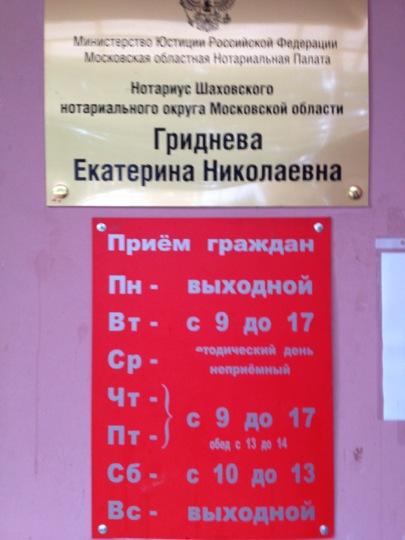 Министерство Юстиции Российской Федерации
Московская областная Нотариальная Палата
Нотариус Шаховского
нотариального округа Московской области
Гриднева
Екатерина Николаевна
Приём граждан
Пн - выходной
Вт - с 9 до 17
Ср - етодический день
неприёмный
Чт -
Пт - с 9 до 17
обед с 13 до 14
Сб - с 10 до 13
Вс - выходной